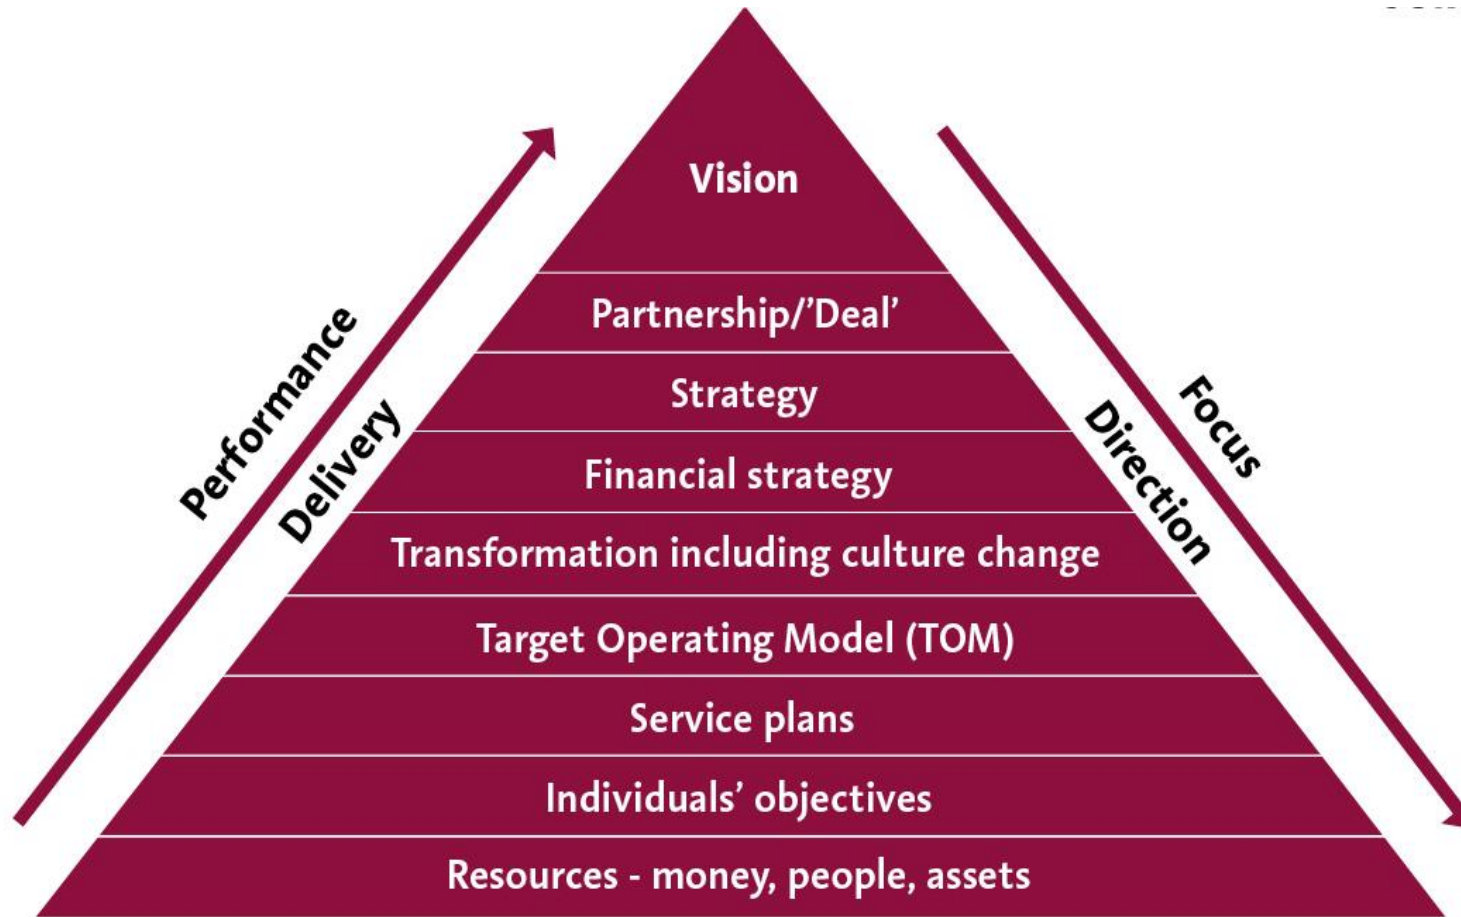 Vision
Partnership/’Deal’
Strategy
Financial strategy
Transformation including culture change
Target Operating Model (TOM)
Service plans
Individuals’ objectives
Resources - money, people, assets
Performance
Delivery
Focus
Direction